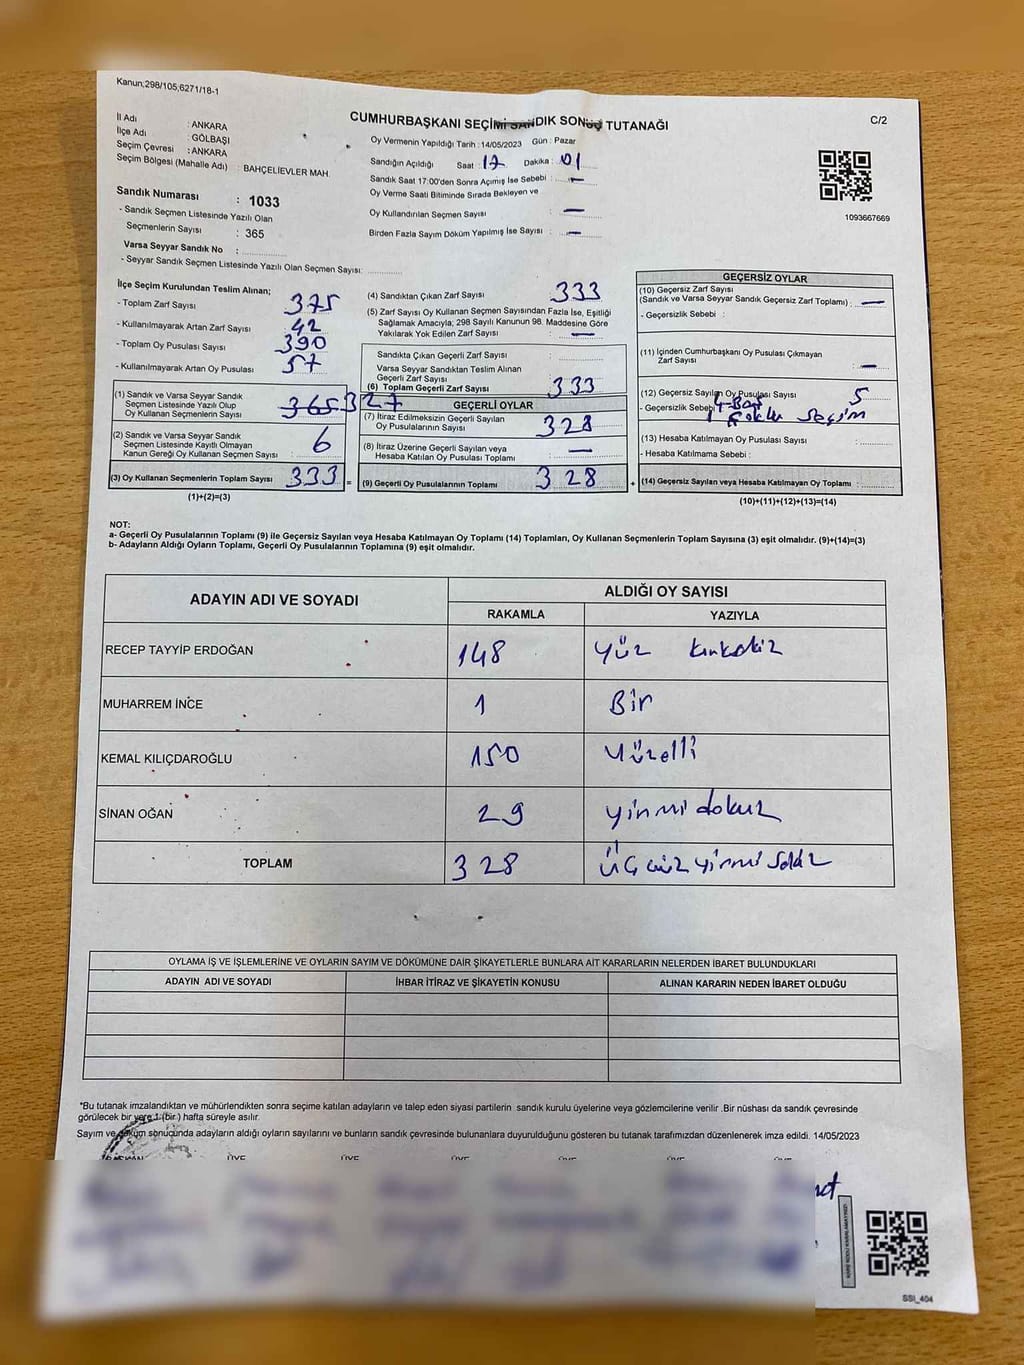 Kanun;298/105;6271/18-1
CUMHURBAŞKANI SEÇİMİ SANDIK SONUÇ TUTANAĞI
C/2
İl Adı : ANKARA
İlçe Adı : GÖLBAŞI
Seçim Çevresi : ANKARA
Seçim Bölgesi (Mahalle Adı) : BAHÇELİEVLER MAH.
Sandık Numarası : 1033
- Sandık Seçmen Listesinde Yazılı Olan
Seçmenlerin Sayısı : 365
Varsa Seyyar Sandık No :
- Seyyar Sandık Seçmen Listesinde Yazılı Olan Seçmen Sayısı:
Oy Vermenin Yapıldığı Tarih : 14/05/2023 Gün : Pazar
Sandığın Açıldığı Saat : 17 Dakika : 01
Sandık Saat 17:00'den Sonra Açımış İse Sebebi : —
Oy Verme Saati Bitiminde Sırada Bekleyen ve
Oy Kullandırılan Seçmen Sayısı : —
Birden Fazla Sayım Döküm Yapılmış İse Sayısı : —
1093667669
İlçe Seçim Kurulundan Teslim Alınan;
- Toplam Zarf Sayısı 375
- Kullanılmayarak Artan Zarf Sayısı : 42
- Toplam Oy Pusulası Sayısı : 390
- Kullanılmayarak Artan Oy Pusulası : 57
(1) Sandık ve Varsa Seyyar Sandık
Seçmen Listesinde Yazılı Olup
Oy Kullanan Seçmenlerin Sayısı : 365 327
(2) Sandık ve Varsa Seyyar Sandık
Seçmen Listesinde Kayıtlı Olmayan
Kanun Gereği Oy Kullanan Seçmen Sayısı : 6
(3) Oy Kullanan Seçmenlerin Toplam Sayısı : 333 =
(1)+(2)=(3)
(4) Sandıktan Çıkan Zarf Sayısı : 333
(5) Zarf Sayısı Oy Kullanan Seçmen Sayısından Fazla İse, Eşitliği
Sağlamak Amacıyla; 298 Sayılı Kanunun 98. Maddesine Göre
Yakılarak Yok Edilen Zarf Sayısı : —
Sandıkta Çıkan Geçerli Zarf Sayısı :
Varsa Seyyar Sandıktan Teslim Alınan
Geçerli Zarf Sayısı :
(6) Toplam Geçerli Zarf Sayısı : 333
GEÇERLİ OYLAR
(7) İtiraz Edilmeksizin Geçerli Sayılan
Oy Pusulalarının Sayısı : 328
(8) İtiraz Üzerine Geçerli Sayılan veya
Hesaba Katılan Oy Pusulası Toplamı : —
(9) Geçerli Oy Pusulalarının Toplamı : 328 +
GEÇERSİZ OYLAR
(10) Geçersiz Zarf Sayısı
(Sandık ve Varsa Seyyar Sandık Geçersiz Zarf Toplamı) : —
- Geçersizlik Sebebi :
(11) İçinden Cumhurbaşkanı Oy Pusulası Çıkmayan
Zarf Sayısı : —
(12) Geçersiz Sayılan Oy Pusulası Sayısı 5
- Geçersizlik Sebebi 4-Boş
1 Çoklu Seçim
(13) Hesaba Katılmayan Oy Pusulası Sayısı :
- Hesaba Katılmama Sebebi :
(14) Geçersiz Sayılan veya Hesaba Katılmayan Oy Toplamı :
(10)+(11)+(12)+(13)=(14)
NOT:
a- Geçerli Oy Pusulalarının Toplamı (9) ile Geçersiz Sayılan veya Hesaba Katılmayan Oy Toplamı (14) Toplamları, Oy Kullanan Seçmenlerin Toplam Sayısına (3) eşit olmalıdır. (9)+(14)=(3)
b- Adayların Aldığı Oyların Toplamı, Geçerli Oy Pusulalarının Toplamına (9) eşit olmalıdır.
ADAYIN ADI VE SOYADI ALDIĞI OY SAYISI
RAKAMLA YAZIYLA
RECEP TAYYİP ERDOĞAN 148 Yüz kırksekiz
MUHARREM İNCE 1 Bir
KEMAL KILIÇDAROĞLU 150 Yüzelli
SİNAN OĞAN 29 yirmi dokuz
TOPLAM 328 üçyüz yirmi sekiz
OYLAMA İŞ VE İŞLEMLERİNE VE OYLARIN SAYIM VE DÖKÜMÜNE DAİR ŞİKAYETLERLE BUNLARA AİT KARARLARIN NELERDEN İBARET BULUNDUKLARI
ADAYIN ADI VE SOYADI İHBAR İTİRAZ VE ŞİKAYETİN KONUSU ALINAN KARARIN NEDEN İBARET OLDUĞU
*Bu tutanak imzalandıktan ve mühürlendikten sonra seçime katılan adayların ve talep eden siyasi partilerin sandık kurulu üyelerine veya gözlemcilerine verilir .Bir nüshası da sandık çevresinde
görülecek bir yere 1 (bir ) hafta süreyle asılır.
Sayım ve döküm sonucunda adayların aldığı oyların sayılarını ve bunların sandık çevresinde bulunanlara duyurulduğunu gösteren bu tutanak tarafımızdan düzenlenerek imza edildi. 14/05/2023
BAŞKAN ÜYE ÜYE ÜYE ÜYE ÜYE ÜYE
SSI_404